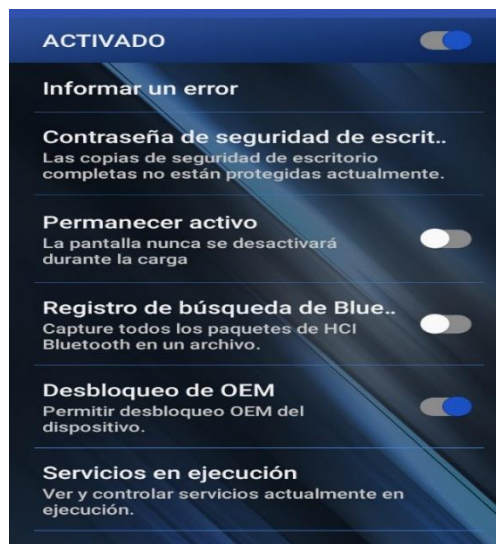 ACTIVADO
Informar un error
Contraseña de seguridad de escrit..
Las copias de seguridad de escritorio
completas no están protegidas actualmente.
Permanecer activo
La pantalla nunca se desactivará
durante la carga
Registro de búsqueda de Blue..
Capture todos los paquetes de HCI
Bluetooth en un archivo.
Desbloqueo de OEM
Permitir desbloqueo OEM del
dispositivo.
Servicios en ejecución
Ver y controlar servicios actualmente en
ejecución.